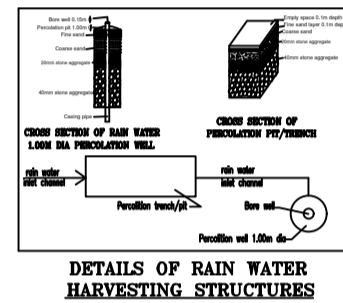 Bore well 0.15m
Percolation pit 1.00m
Fine sand
Coarse sand
20mm stone aggregate
40mm stone aggregate
Casing pipe
CROSS SECTION OF RAIN WATER
1.00M DIA PERCOLATION WELL
Empty space 0.1m depth
Fine sand layer 0.1m dep
Coarse sand
20mm stone aggregate
40mm stone aggregate
CROSS SECTION OF
PERCOLATION PIT/TRENCH
rain water
inlet channel
Percolition trench/pit
rain water
inlet channel
Bore well
Percolition well 1.00m dia
DETAILS OF RAIN WATER
HARVESTING STRUCTURES